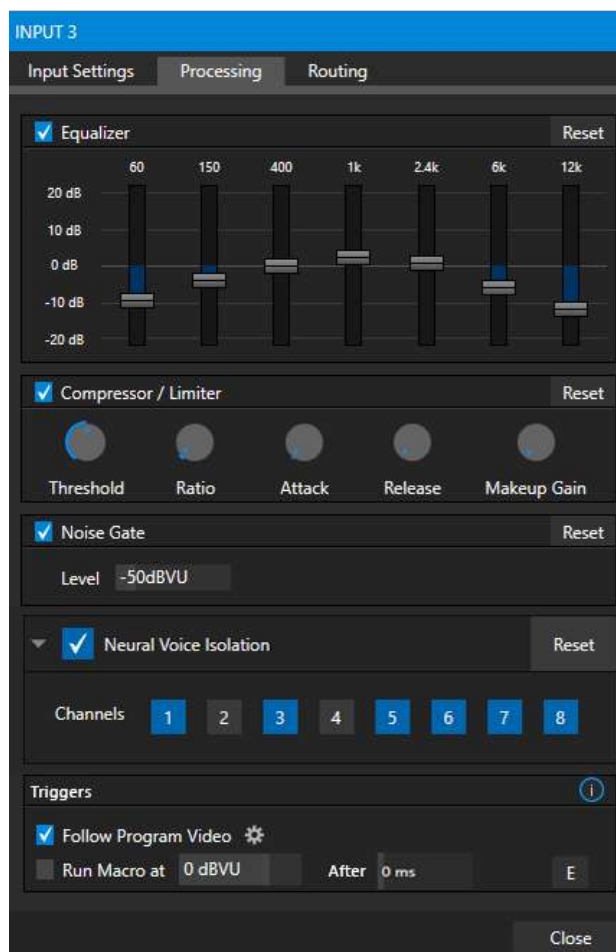 INPUT 3
Input Settings Processing Routing
Equalizer Reset
60 150 400 1k 2.4k 6k 12k
20 dB
10 dB
0 dB
-10 dB
-20 dB
Compressor / Limiter Reset
Threshold Ratio Attack Release Makeup Gain
Noise Gate Reset
Level -50dBVU
Neural Voice Isolation Reset
Channels 1 2 3 4 5 6 7 8
Triggers i
Follow Program Video
Run Macro at 0 dBVU After 0 ms E
Close